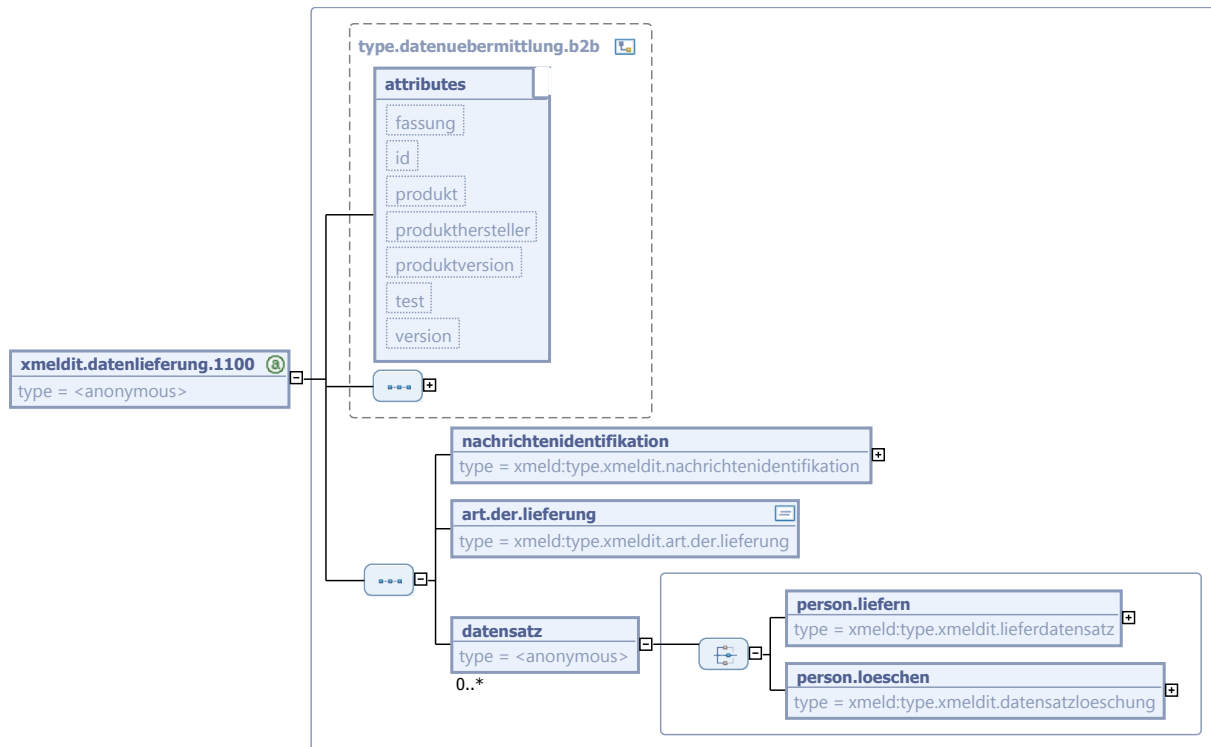 type.datenuebermittlung.b2b
attributes
fassung
id
produkt
produkthersteller
produktversion
test
version
xmeldit.datenlieferung.1100
type = <anonymous>
nachrichtenidentifikation
type = xmeld:type.xmeldit.nachrichtenidentifikation
art.der.lieferung
type = xmeld:type.xmeldit.art.der.lieferung
datensatz
type = <anonymous>
0..*
person.liefern
type = xmeld:type.xmeldit.lieferdatensatz
person.loeschen
type = xmeld:type.xmeldit.datensatzloeschung